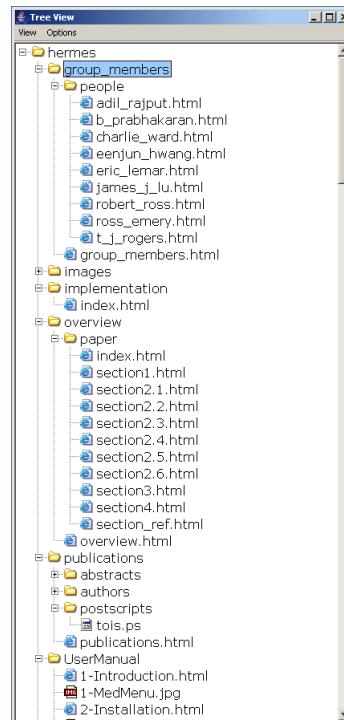 Tree View
View Options
hermes
group_members
people
adil_rajput.html
b_prabhakaran.html
charlie_ward.html
eenjun_hwang.html
eric_lemar.html
james_j_lu.html
robert_ross.html
ross_emery.html
t_j_rogers.html
group_members.html
images
implementation
index.html
overview
paper
index.html
section1.html
section2.1.html
section2.2.html
section2.3.html
section2.4.html
section2.5.html
section2.6.html
section3.html
section4.html
section_ref.html
overview.html
publications
abstracts
authors
postscripts
tois.ps
publications.html
UserManual
1-Introduction.html
1-MedMenu.jpg
2-Installation.html